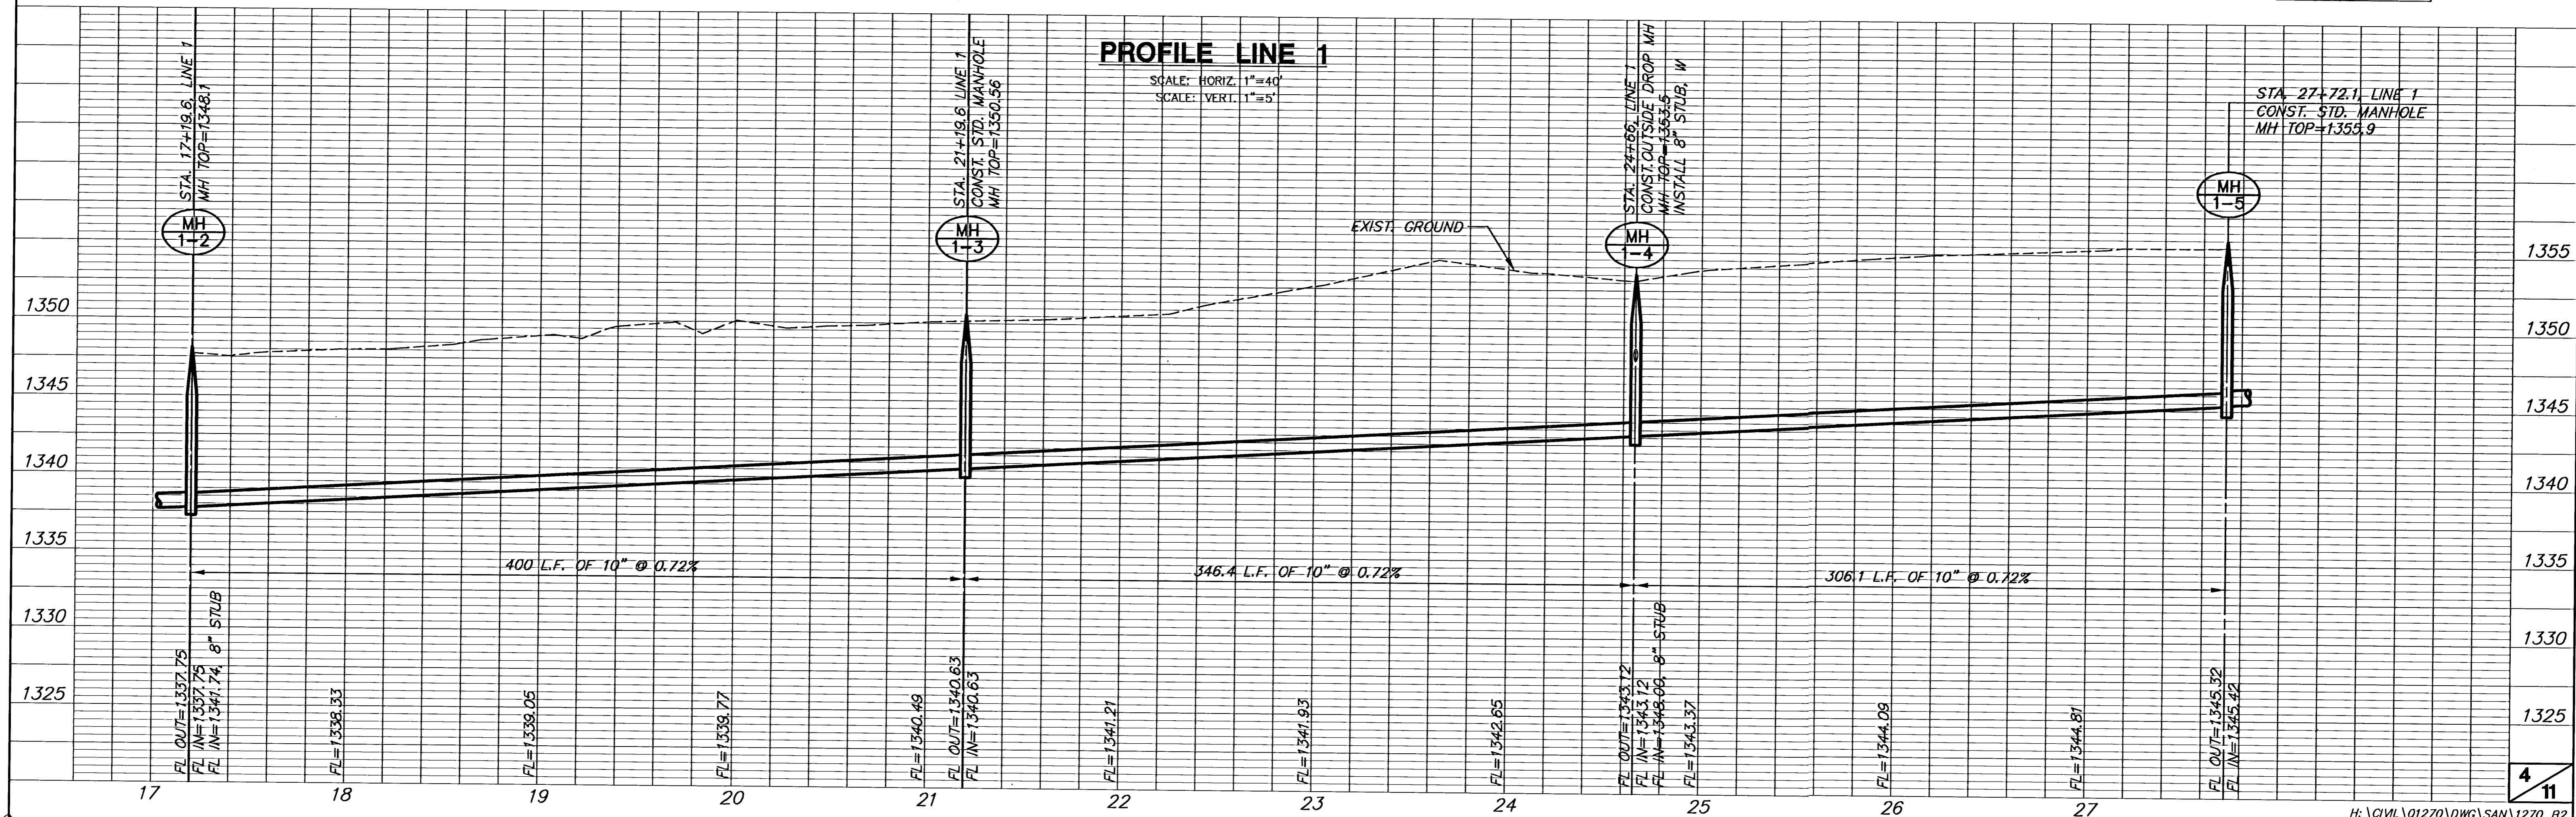 PROFILE LINE 1
SCALE: HORIZ. 1"=40'
SCALE: VERT. 1"=5'
STA. 17+19.6, LINE 1
MH TOP=1348.1
MH
1-2
STA. 21+19.6 LINE 1
CONST. STD. MANHOLE
MH TOP=1350.56
MH
1-3
STA. 24+66, LINE 1
CONST. OUTSIDE DROP MH
MH TOP=1353.5
INSTALL 8" STUB, W
MH
1-4
STA. 27+72.1, LINE 1
CONST. STD. MANHOLE
MH TOP=1355.9
MH
1-5
EXIST. GROUND
1350
1345
1340
1335
1330
1325
1355
1350
1345
1340
1335
1330
1325
400 L.F. OF 10" @ 0.72%
346.4 L.F. OF 10" @ 0.72%
306.1 L.F. OF 10" @ 0.72%
FL OUT=1337.75
FL IN=1337.75
FL IN=1341.74, 8" STUB
FL=1338.33
FL=1339.05
FL=1339.77
FL=1340.49
FL OUT=1340.63
FL IN=1340.63
FL=1341.21
FL=1341.93
FL=1342.65
FL OUT=1343.12
FL IN=1343.12
FL IN=1348.00, 8" STUB
FL=1343.37
FL=1344.09
FL=1344.81
FL OUT=1345.32
FL IN=1345.42
17 18 19 20 21 22 23 24 25 26 27
4
11
H:\CIVIL\01270\DWG\SAN\1270_B2